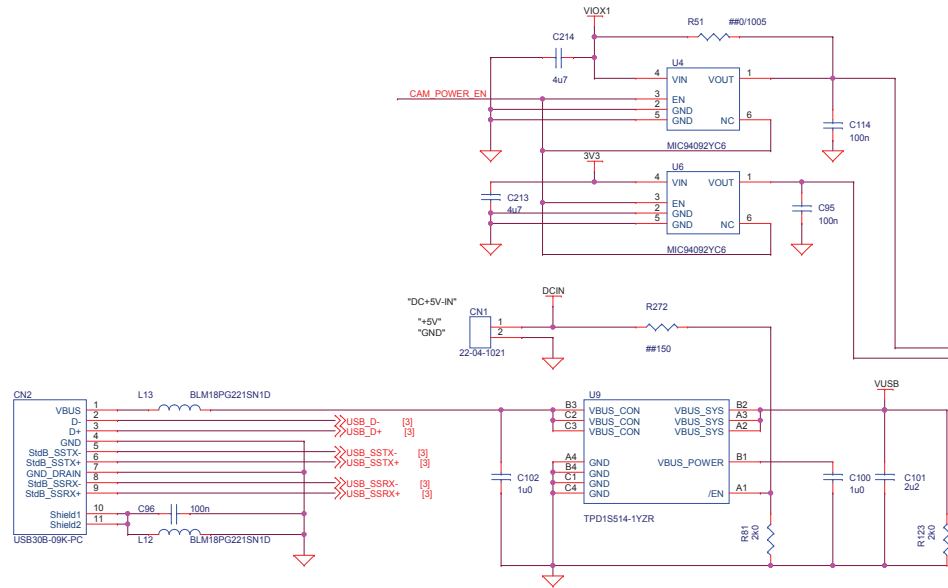 VIOX1
R51 ##0/1005
C214
4u7
U4
4 VIN VOUT 1
CAM_POWER_EN
3 EN
2 GND
5 GND NC 6
C114
100n
MIC94092YC6
3V3
U6
4 VIN VOUT 1
C213
4u7
3 EN
2 GND
5 GND NC 6
C95
100n
MIC94092YC6
DCIN
"DC+5V-IN"
CN1
R272
"+5V" 1
"GND" 2
22-04-1021
##150
VUSB
CN2
L13 BLM18PG221SN1D
U9
VBUS 1
D- 2 USB_D- [3]
D+ 3 USB_D+ [3]
GND 4
StdB_SSTX- 5 USB_SSTX- [3]
StdB_SSTX+ 6 USB_SSTX+ [3]
GND_DRAIN 7
StdB_SSRX- 8 USB_SSRX- [3]
StdB_SSRX+ 9 USB_SSRX+ [3]
Shield1 10 C96 100n
Shield2 11
USB30B-09K-PC L12 BLM18PG221SN1D
B3 VBUS_CON VBUS_SYS B2
C2 VBUS_CON VBUS_SYS A3
C3 VBUS_CON VBUS_SYS A2
A4 GND VBUS_POWER B1
B4 GND
C1 GND
C4 GND /EN A1
TPD1S514-1YZR
C102
1u0
C100
1u0
C101
2u2
R81
2k0
R123
2k0